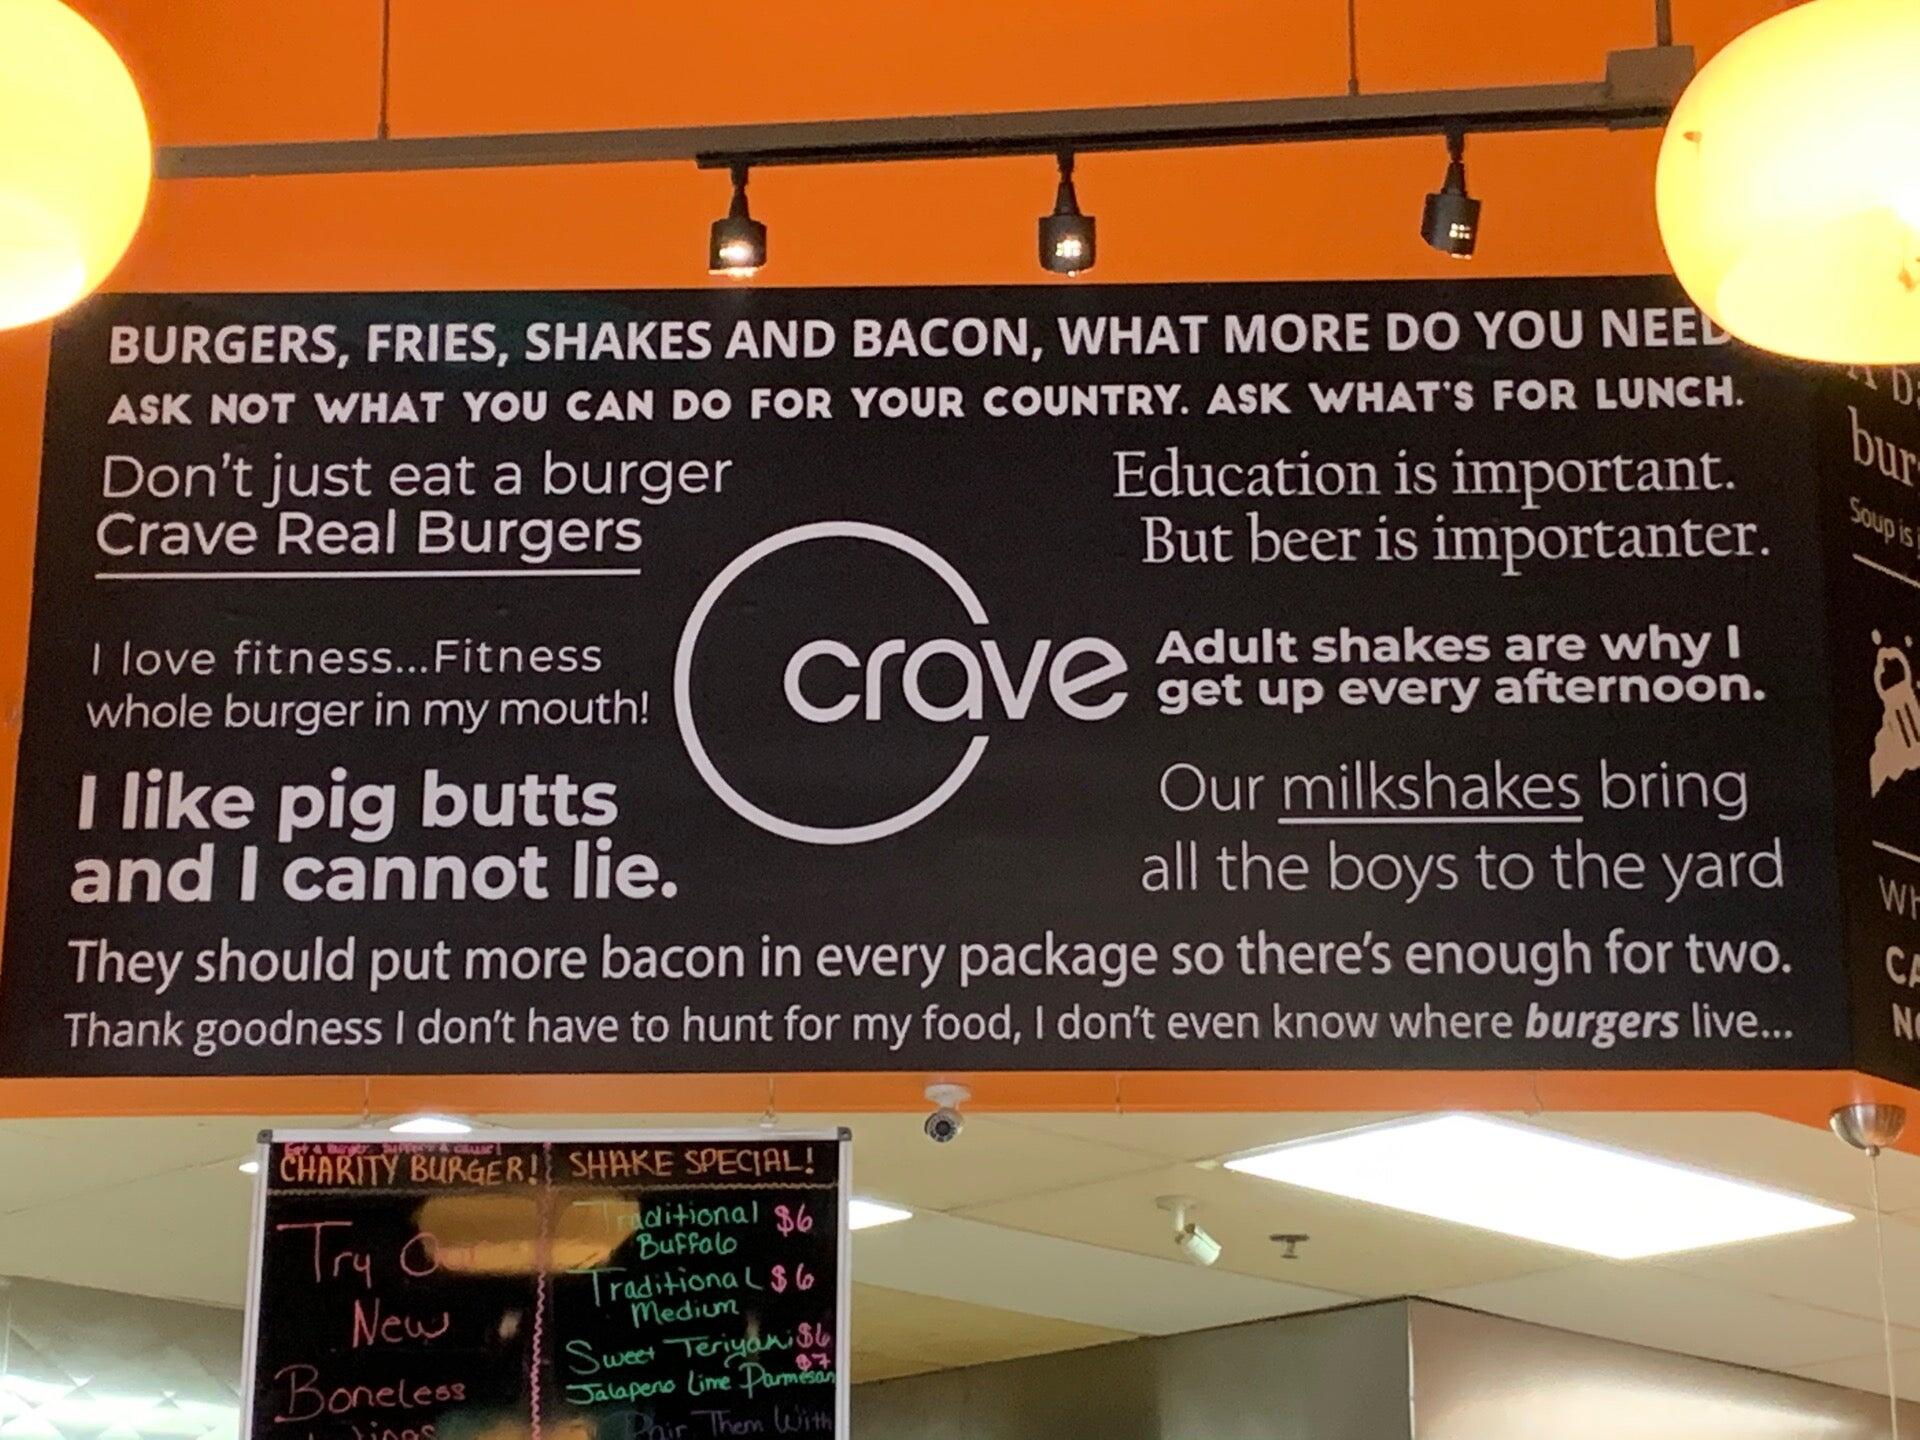 BURGERS, FRIES, SHAKES AND BACON, WHAT MORE DO YOU NEED
ASK NOT WHAT YOU CAN DO FOR YOUR COUNTRY. ASK WHAT'S FOR LUNCH.
Don't just eat a burger
Crave Real Burgers
Education is important.
But beer is importanter.
I love fitness...Fitness
whole burger in my mouth!
crave
Adult shakes are why I
get up every afternoon.
I like pig butts
and I cannot lie.
Our milkshakes bring
all the boys to the yard
They should put more bacon in every package so there's enough for two.
Thank goodness I don't have to hunt for my food, I don't even know where burgers live...
Soup is
CHARITY BURGER!
Try Our
New
Boneless
SHAKE SPECIAL!
Traditional $6
Buffalo
Traditional $6
Medium
Sweet Teriyaki $6
$7
Jalapeno Lime Parmesan
Pair Them With